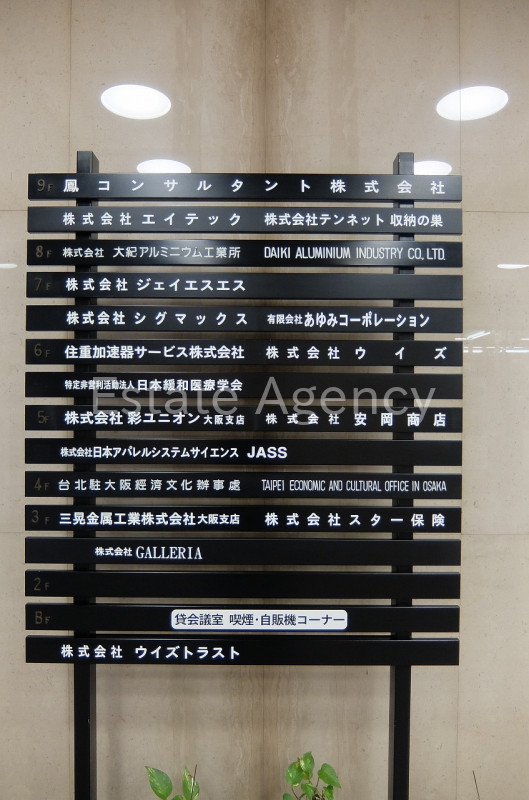 9F 鳳コンサルタント株式会社
株式会社エイテック 株式会社テンネット 収納の巣
8F 株式会社 大紀アルミニウム工業所 DAIKI ALUMINIUM INDUSTRY CO., LTD.
7F 株式会社 ジェイエスエス
株式会社 シグマックス 有限会社あゆみコーポレーション
6F 住重加速器サービス株式会社 株式会社ウイズ
特定非営利活動法人 日本緩和医療学会
Estate Agency
5F 株式会社 彩ユニオン 大阪支店 株式会社 安岡商店
株式会社日本アパレルシステムサイエンス JASS
4F 台北駐大阪經濟文化辦事處 TAIPEI ECONOMIC AND CULTURAL OFFICE IN OSAKA
3F 三晃金属工業株式会社大阪支店 株式会社スター保険
株式会社 GALLERIA
2F
BF 貸会議室 喫煙・自販機コーナー
株式会社 ウイズトラスト